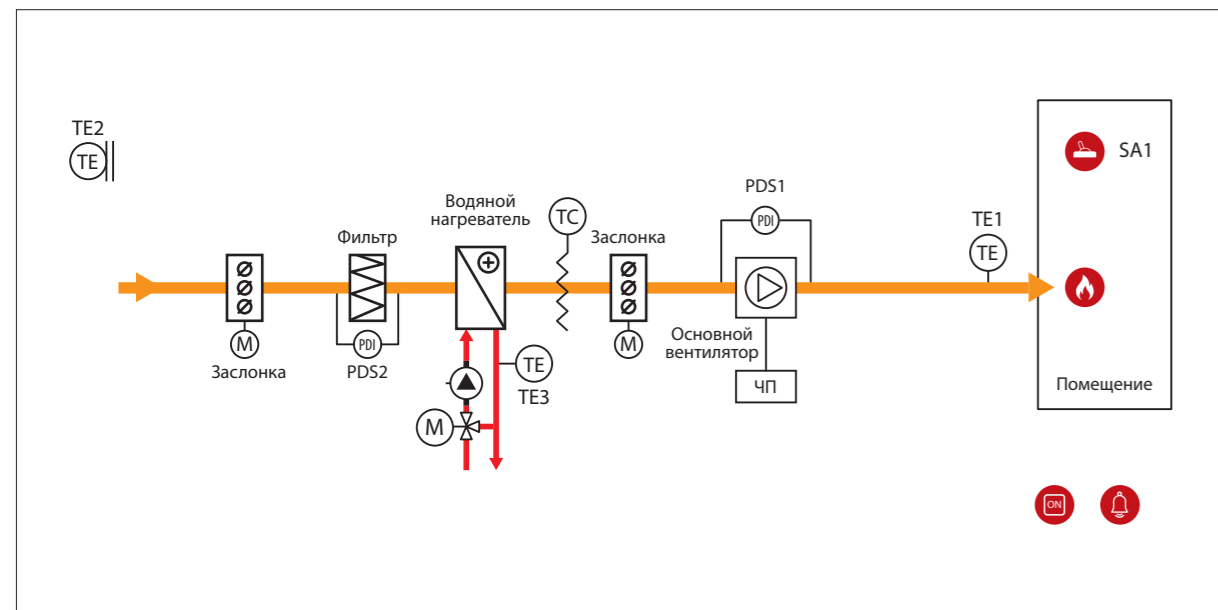 TE2
TE
Заслонка
M
Фильтр
PDI
PDS2
Водяной
нагреватель
TE
TE3
M
TC
Заслонка
M
PDS1
PDI
Основной
вентилятор
ЧП
TE1
TE
SA1
Помещение
ON